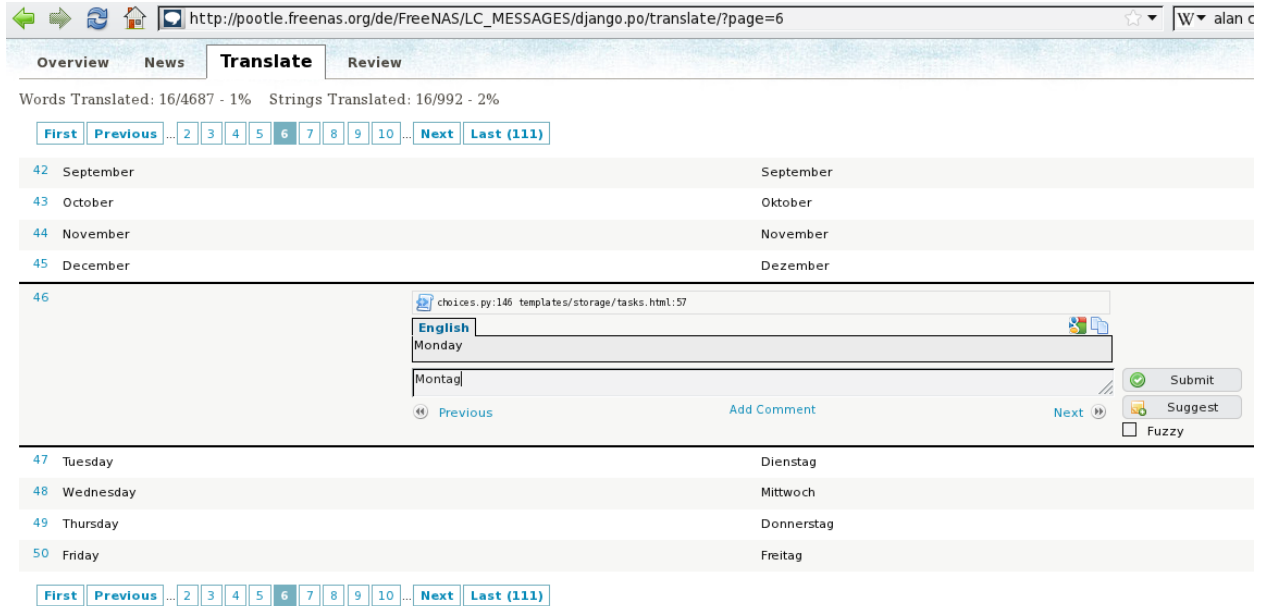 http://pootle.freenas.org/de/FreeNAS/LC_MESSAGES/django.po/translate/?page=6 W alan
Overview News Translate Review
Words Translated: 16/4687 - 1% Strings Translated: 16/992 - 2%
First Previous ... 2 3 4 5 6 7 8 9 10 ... Next Last (111)
42 September September
43 October Oktober
44 November November
45 December Dezember
46 choices.py:146 templates/storage/tasks.html:57
English
Monday
Montag
Submit
Previous Add Comment Next Suggest
Fuzzy
47 Tuesday Dienstag
48 Wednesday Mittwoch
49 Thursday Donnerstag
50 Friday Freitag
First Previous ... 2 3 4 5 6 7 8 9 10 ... Next Last (111)